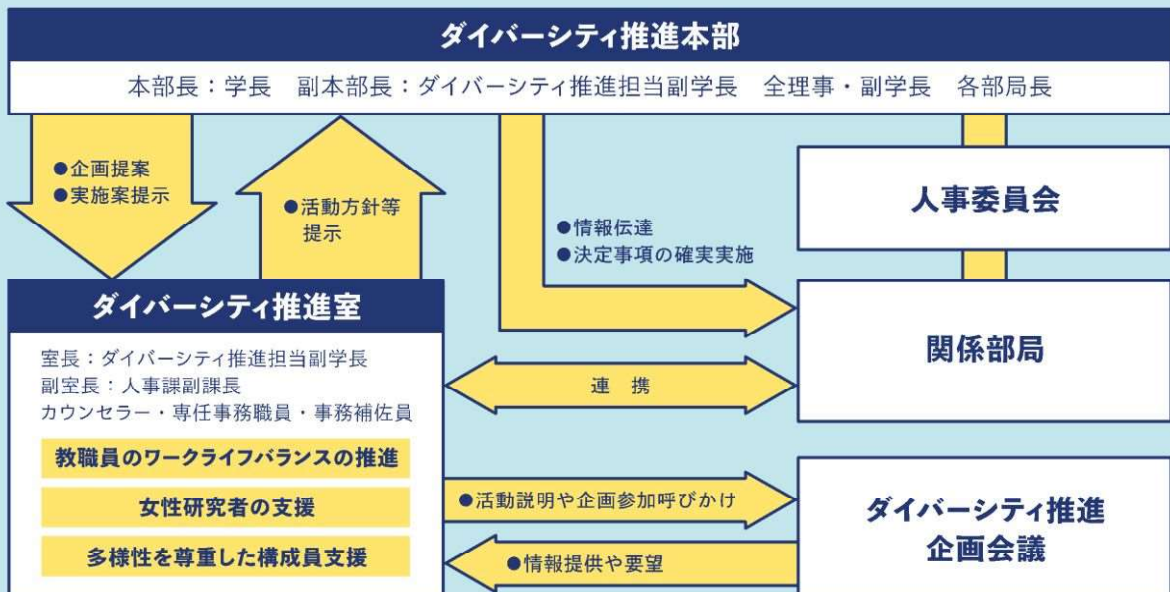 ダイバーシティ推進本部
本部長：学長　副本部長：ダイバーシティ推進担当副学長　全理事・副学長　各部局長
●企画提案
●実施案提示
●活動方針等
提示
●情報伝達
●決定事項の確実実施
人事委員会
関係部局
ダイバーシティ推進室
室長：ダイバーシティ推進担当副学長
副室長：人事課副課長
カウンセラー・専任事務職員・事務補佐員
教職員のワークライフバランスの推進
女性研究者の支援
多様性を尊重した構成員支援
連　携
●活動説明や企画参加呼びかけ
●情報提供や要望
ダイバーシティ推進
企画会議